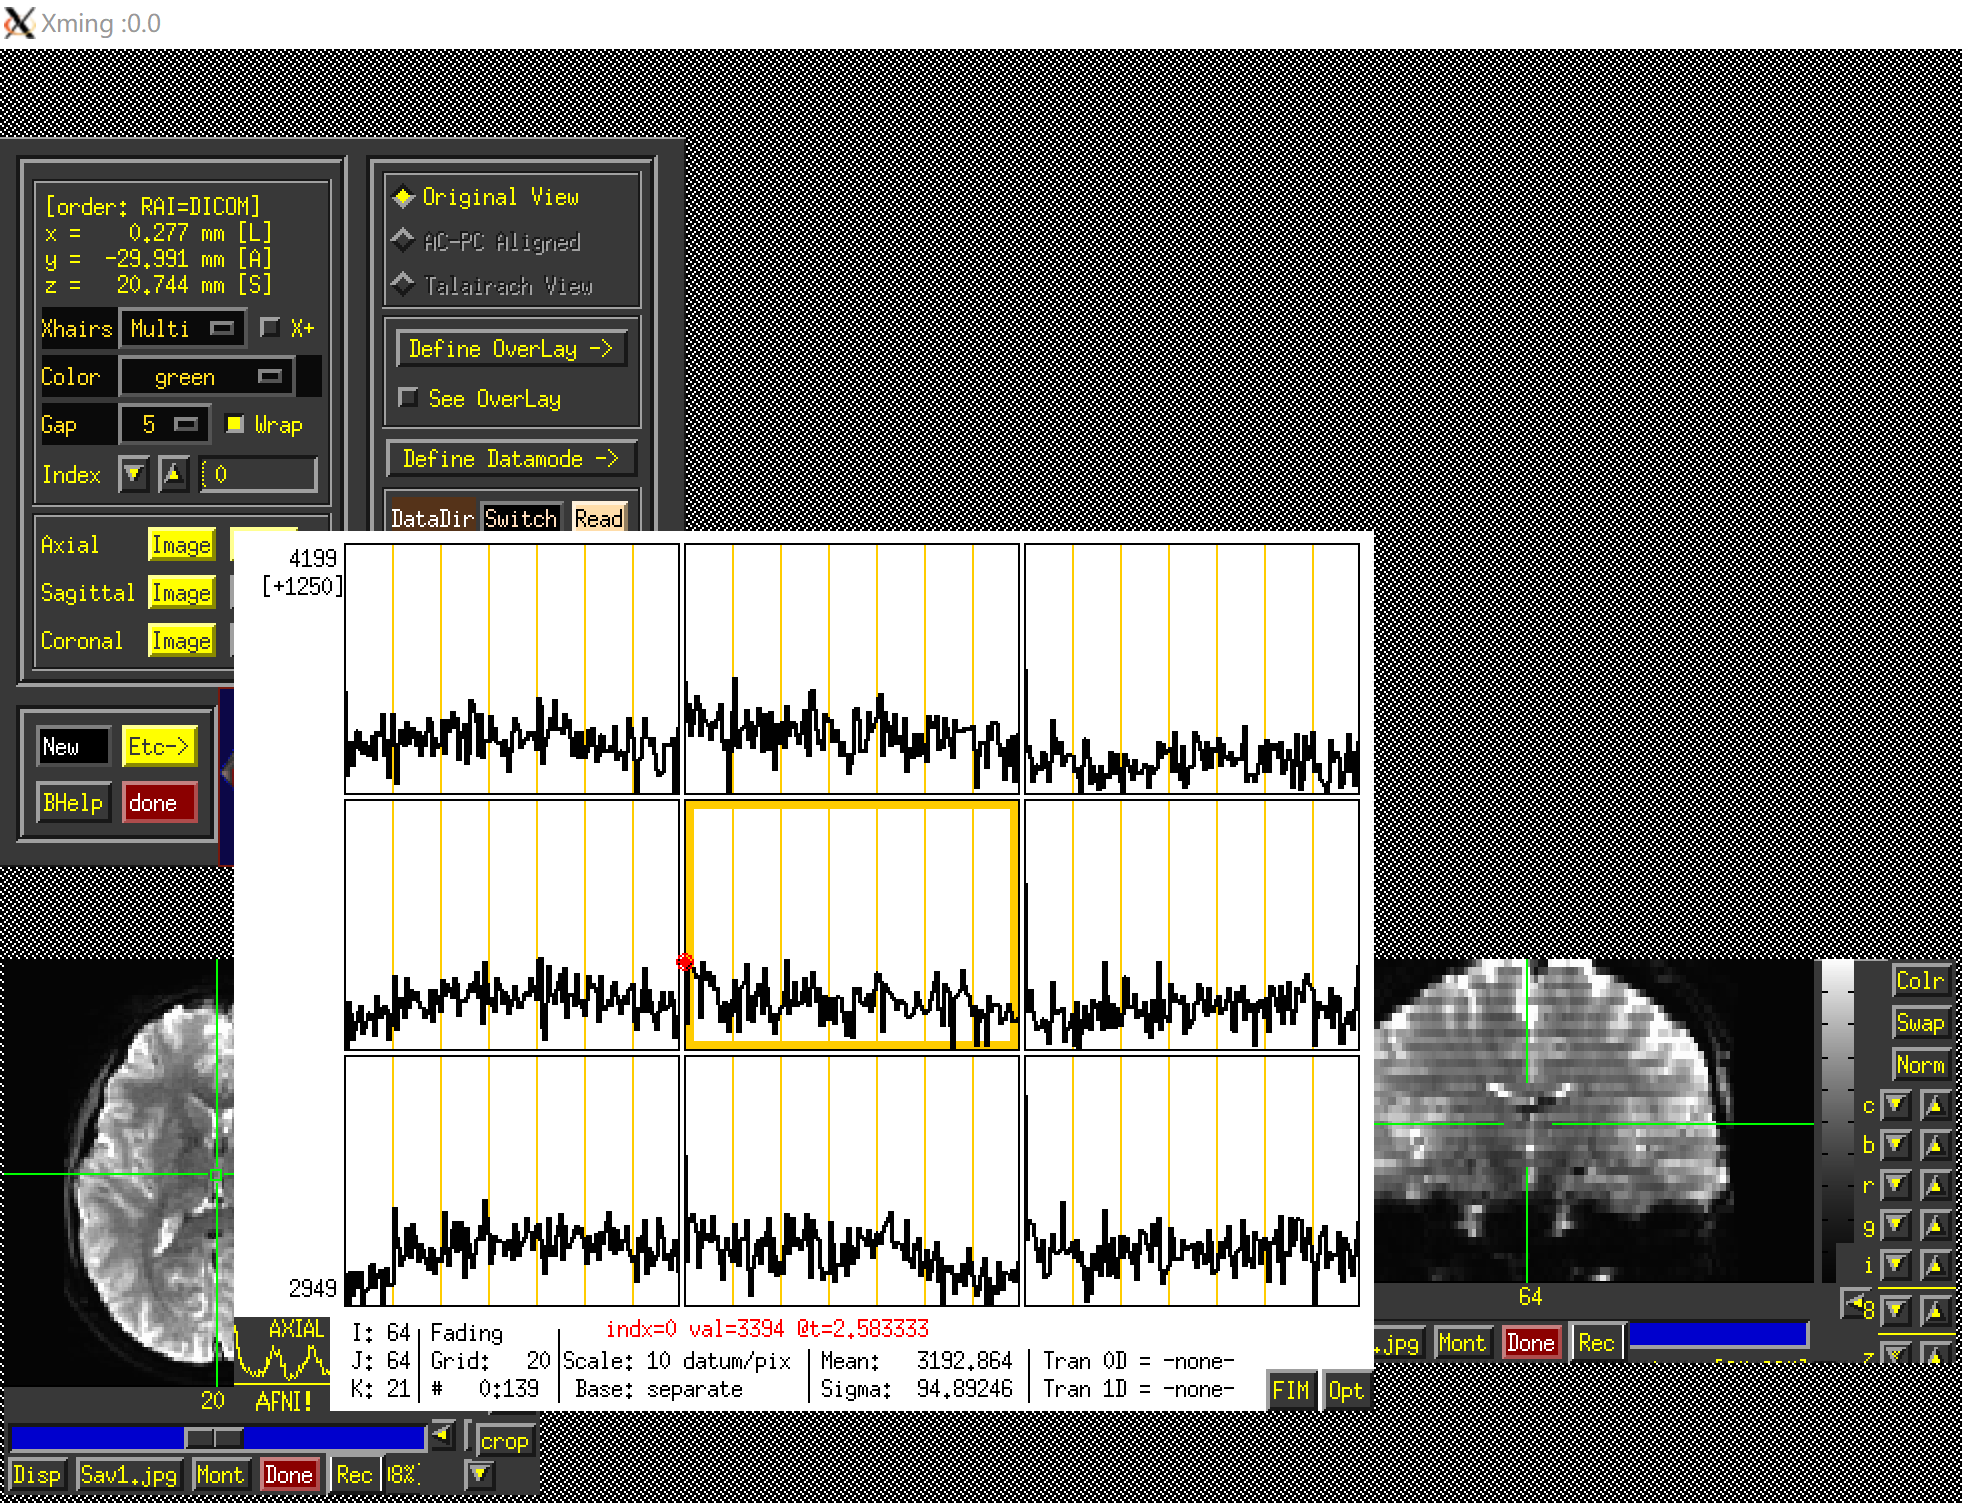 Xming :0.0
[order: RAI=DICOM]
x = 0.277 mm [L]
y = -29.991 mm [A]
z = 20.744 mm [S]
Xhairs Multi X+
Color green
Gap 5 Wrap
Index 0
Axial Image
Sagittal Image
Coronal Image
New Etc->
BHelp done
Original View
AC-PC Aligned
Talairach View
Define OverLay ->
See OverLay
Define Datamode ->
DataDir Switch Read
4199
[+1250]
2949
indx=0 val=3394 @t=2.583333
I: 64 Fading
J: 64 Grid: 20 Scale: 10 datum/pix Mean: 3192.864 Tran 0D = -none-
K: 21 # 0:139 Base: separate Sigma: 94.89246 Tran 1D = -none-
FIM Opt
AXIAL
AFNI!
20
crop
Disp Sav1.jpg Mont Done Rec
Colr
Swap
Norm
c
b
r
g
i
8
z
64
.jpg Mont Done Rec